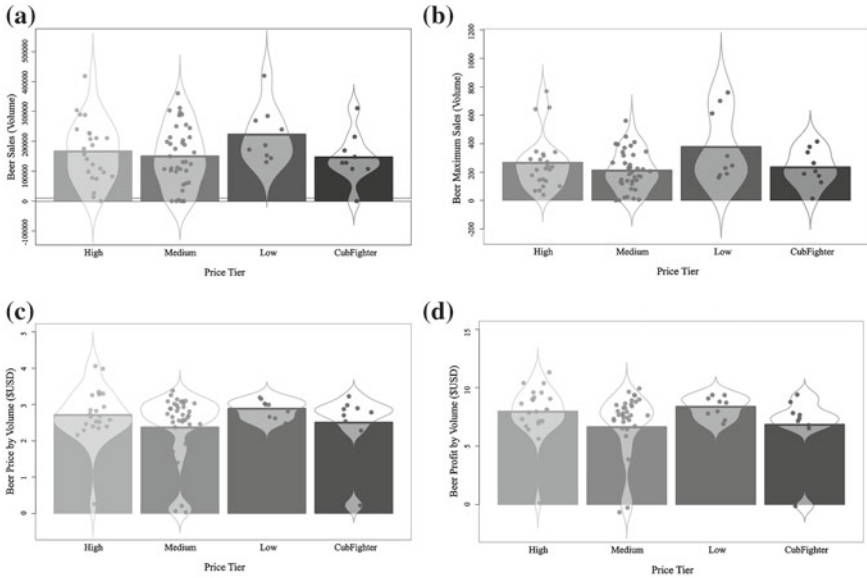 (a)
Beer Sales (Volume)
500000
400000
300000
200000
100000
0
-100000
High Medium Low CubFighter
Price Tier
(b)
Beer Maximum Sales (Volume)
1200
1000
800
600
400
200
0
-200
High Medium Low CubFighter
Price Tier
(c)
Beer Price by Volume ($USD)
5
4
3
2
1
0
High Medium Low CubFighter
Price Tier
(d)
Beer Profit by Volume ($USD)
15
10
5
0
High Medium Low CubFighter
Price Tier